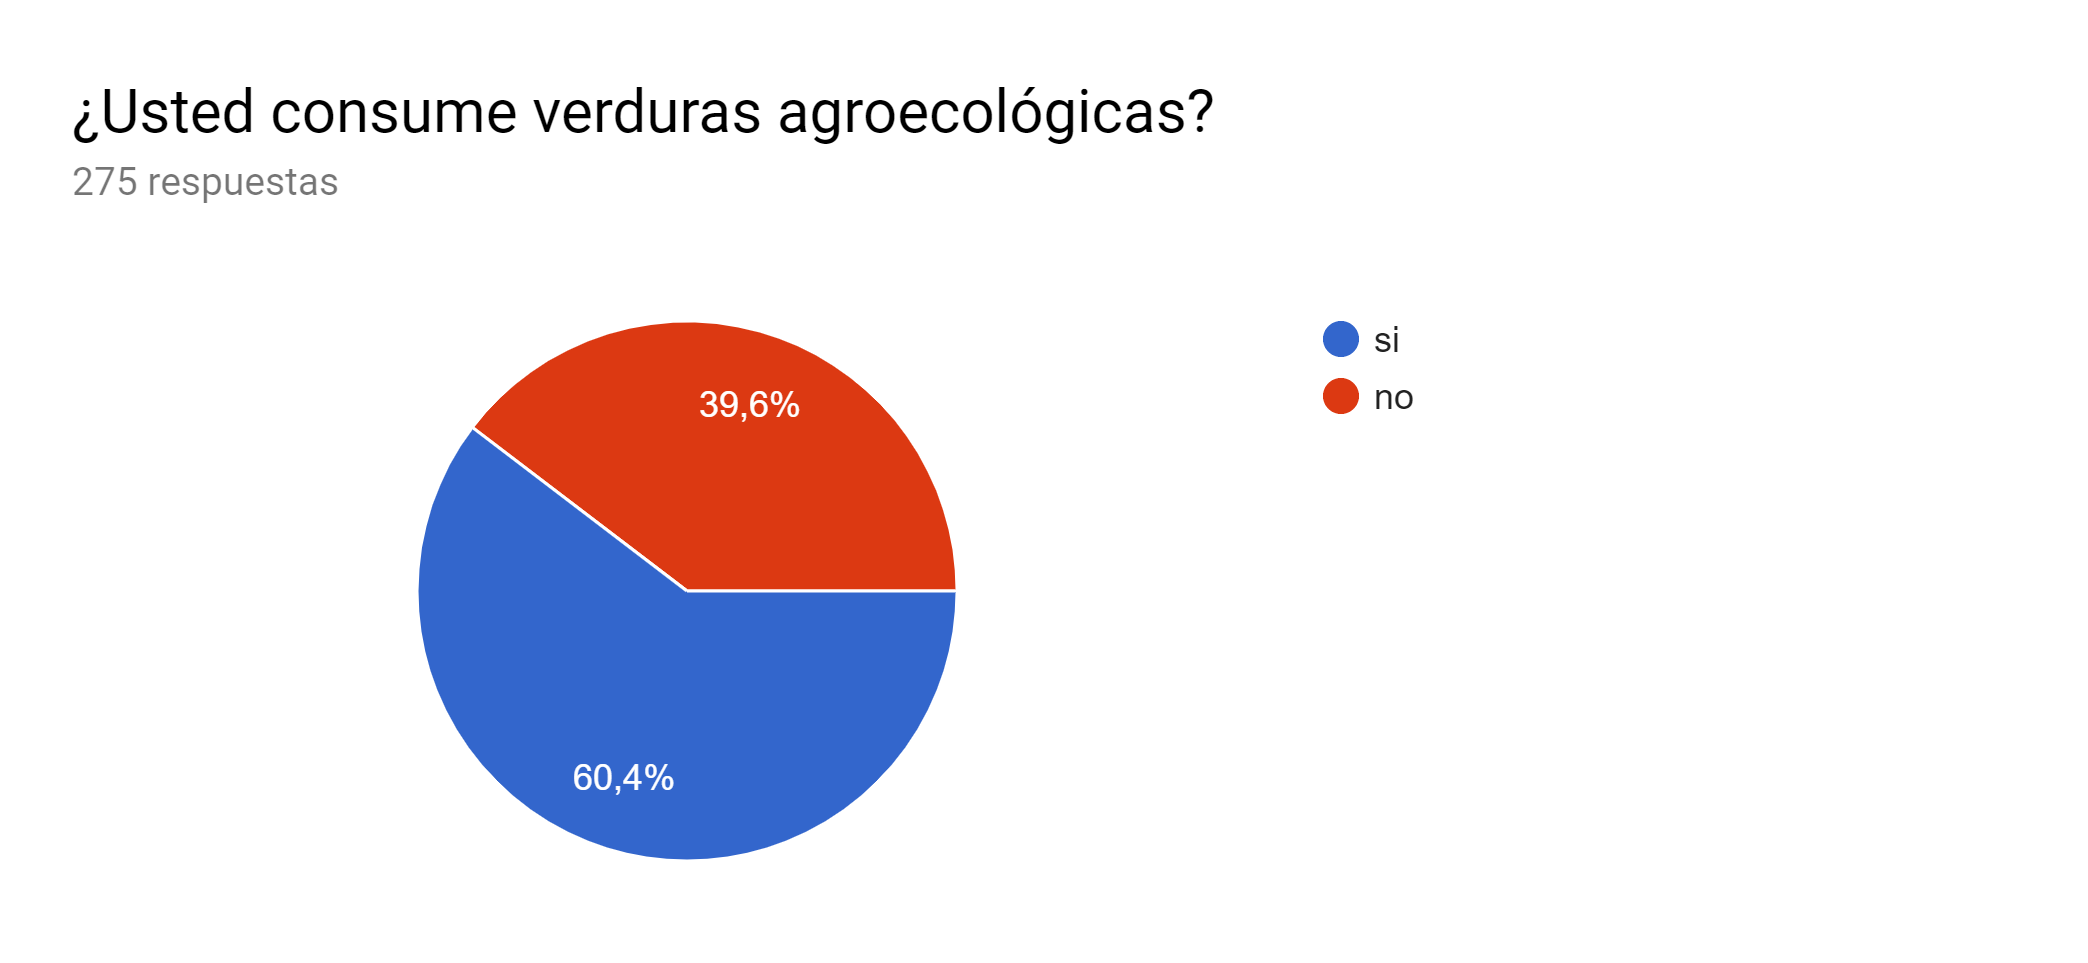 ¿Usted consume verduras agroecológicas?
275 respuestas
si
no
39,6%
60,4%